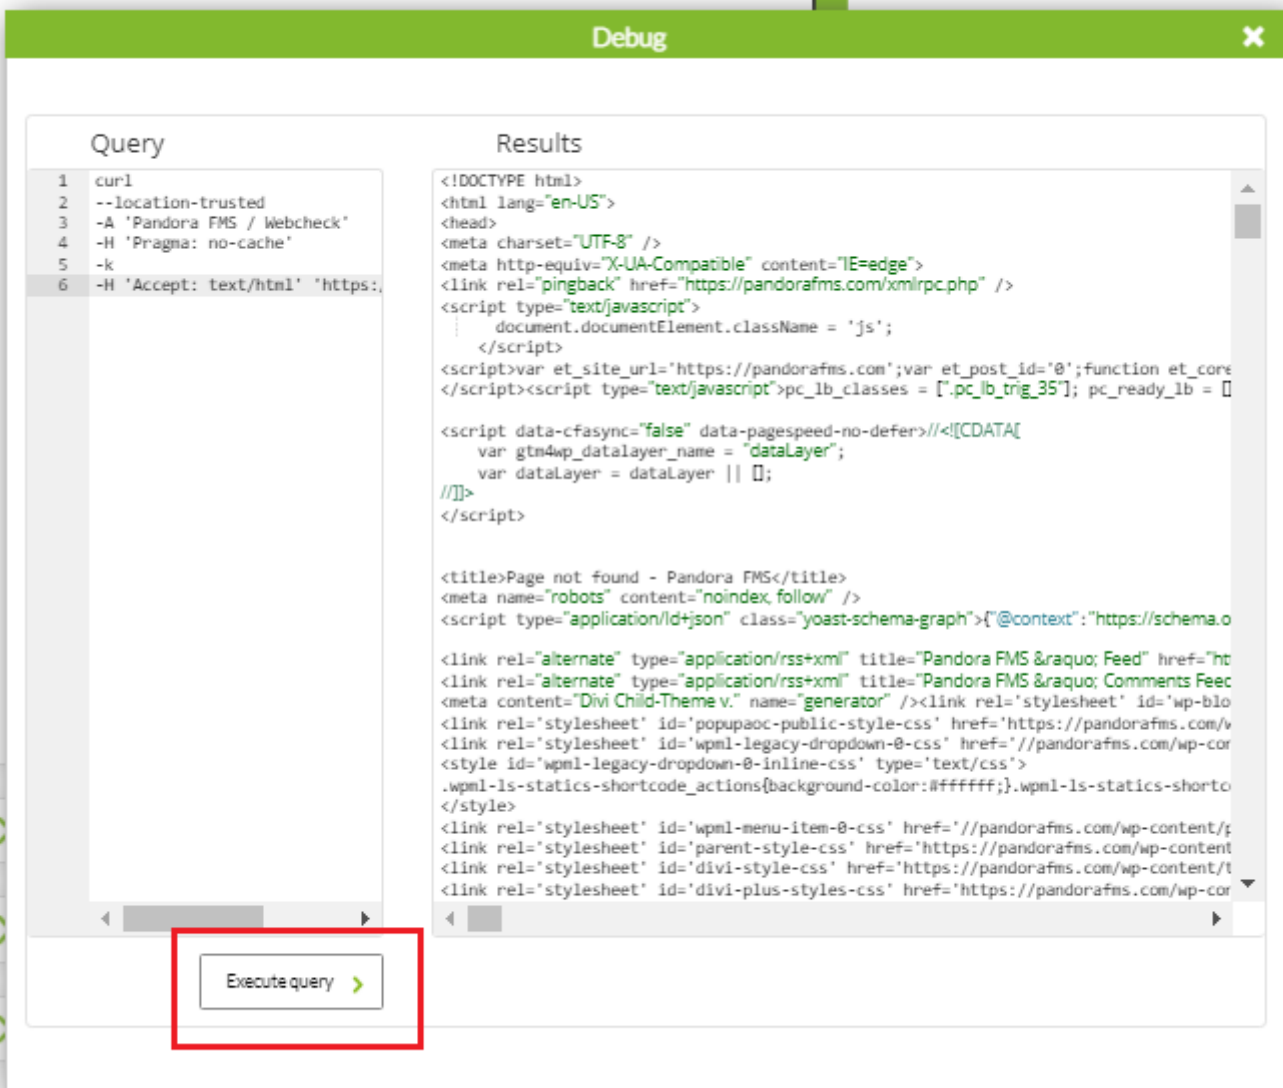 Debug
Query
1 curl
2 --location-trusted
3 -A 'Pandora FMS / Webcheck'
4 -H 'Pragma: no-cache'
5 -k
6 -H 'Accept: text/html' 'https:/
Execute query
Results
<!DOCTYPE html>
<html lang="en-US">
<head>
<meta charset="UTF-8" />
<meta http-equiv="X-UA-Compatible" content="IE=edge">
<link rel="pingback" href="https://pandorafms.com/xmlrpc.php" />
<script type="text/javascript">
document.documentElement.className = 'js';
</script>
<script>var et_site_url='https://pandorafms.com';var et_post_id='0';function et_core
</script><script type="text/javascript">pc_lb_classes = [".pc_lb_trig_35"]; pc_ready_lb = []
<script data-cfasync="false" data-pagespeed-no-defer>//<![CDATA[
var gtm4wp_datalayer_name = "dataLayer";
var dataLayer = dataLayer || [];
//]]>
</script>
<title>Page not found - Pandora FMS</title>
<meta name="robots" content="noindex, follow" />
<script type="application/ld+json" class="yoast-schema-graph">{"@context":"https://schema.o
<link rel="alternate" type="application/rss+xml" title="Pandora FMS &raquo; Feed" href="ht
<link rel="alternate" type="application/rss+xml" title="Pandora FMS &raquo; Comments Feed
<meta content="Divi Child-Theme v." name="generator" /><link rel='stylesheet' id='wp-blo
<link rel='stylesheet' id='popupaoc-public-style-css' href='https://pandorafms.com/w
<link rel='stylesheet' id='wpml-legacy-dropdown-0-css' href='//pandorafms.com/wp-con
<style id='wpml-legacy-dropdown-0-inline-css' type='text/css'>
.wpml-ls-statics-shortcode_actions{background-color:#ffffff;}.wpml-ls-statics-shortc
</style>
<link rel='stylesheet' id='wpml-menu-item-0-css' href='//pandorafms.com/wp-content/p
<link rel='stylesheet' id='parent-style-css' href='https://pandorafms.com/wp-content
<link rel='stylesheet' id='divi-style-css' href='https://pandorafms.com/wp-content/t
<link rel='stylesheet' id='divi-plus-styles-css' href='https://pandorafms.com/wp-con